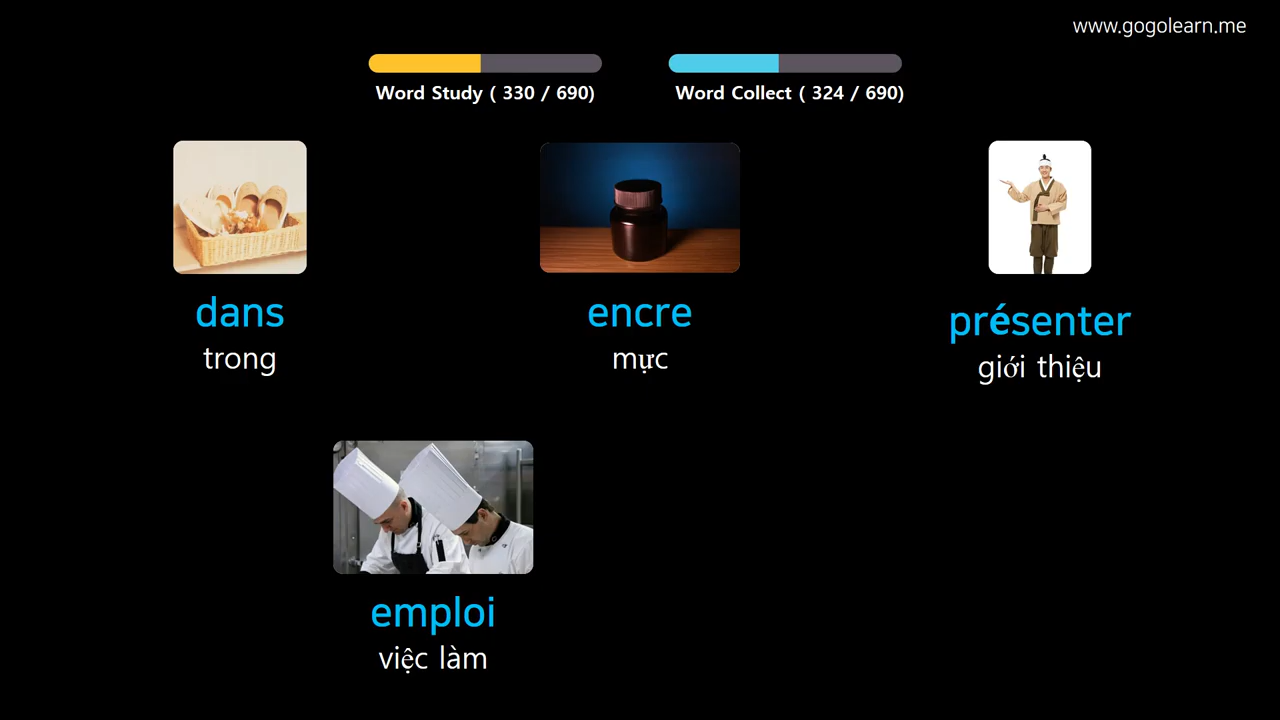 www.gogolearn.me
Word Study ( 330 / 690)
Word Collect ( 324 / 690)
dans
trong
encre
mực
présenter
giới thiệu
emploi
việc làm